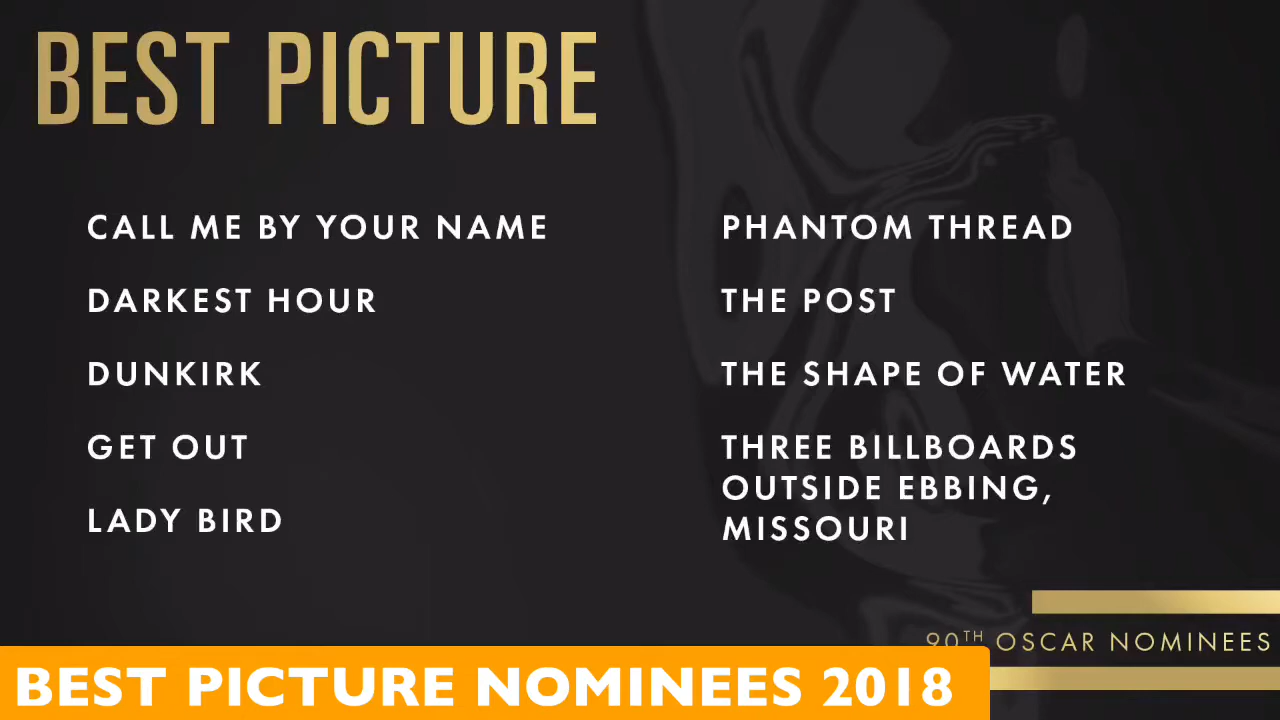 BEST PICTURE
CALL ME BY YOUR NAME
DARKEST HOUR
DUNKIRK
GET OUT
LADY BIRD
PHANTOM THREAD
THE POST
THE SHAPE OF WATER
THREE BILLBOARDS
OUTSIDE EBBING,
MISSOURI
90TH OSCAR NOMINEES
BEST PICTURE NOMINEES 2018